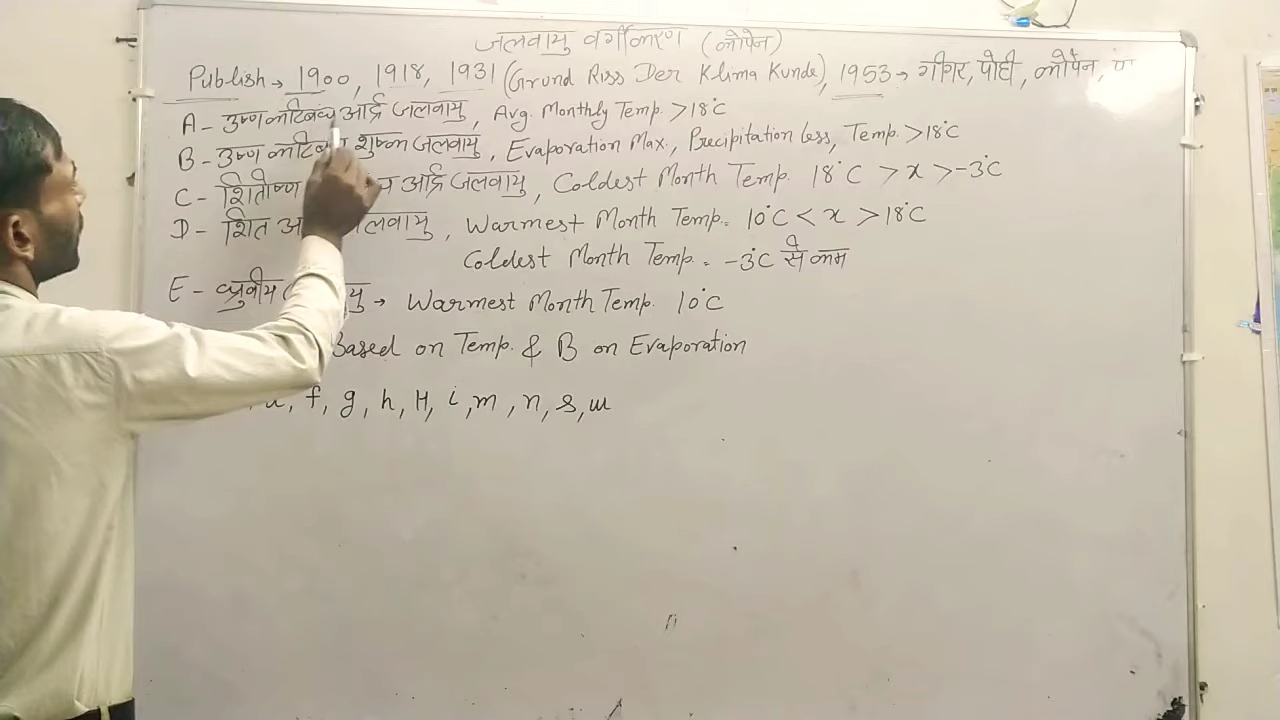 जलवायु वर्गीकरण (कोपेन)
Publish → 1900, 1918, 1931 (Grund Riss Der Klima Kunde), 1953 → गीगर, पोही, कोपेन,
A - उष्ण कटिबंध आर्द्र जलवायु, Avg. Monthly Temp. > 18°C
B - उष्ण शुष्क जलवायु, Evaporation Max., Precipitation less, Temp. > 18°C
C - शितोष्ण आर्द्र जलवायु, Coldest Month Temp. 18°C > x > -3°C
D - शित जलवायु, Warmest Month Temp. 10°C < x > 18°C
Coldest Month Temp. -3°C से कम
E - ध्रुवीय → Warmest Month Temp. 10°C
Based on Temp. & B on Evaporation
f, g, h, H, i, m, n, s, w